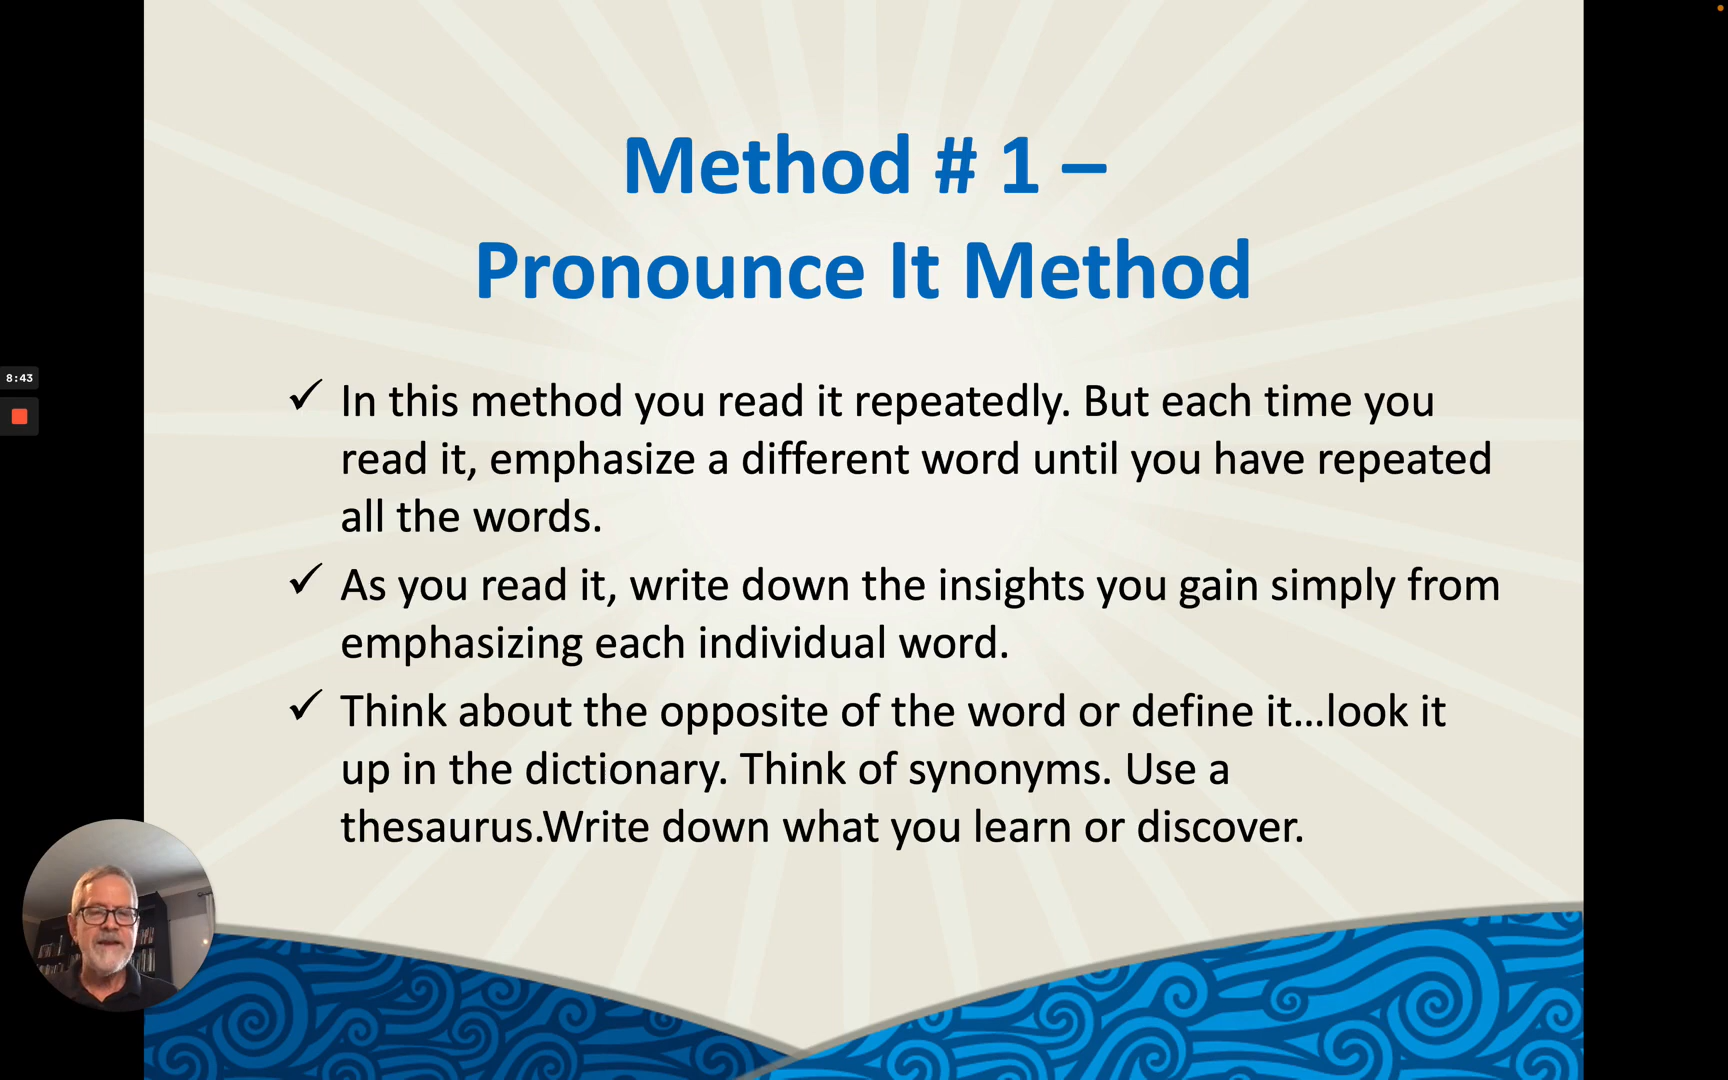 Method # 1 –
Pronounce It Method
✓ In this method you read it repeatedly. But each time you
read it, emphasize a different word until you have repeated
all the words.
✓ As you read it, write down the insights you gain simply from
emphasizing each individual word.
✓ Think about the opposite of the word or define it...look it
up in the dictionary. Think of synonyms. Use a
thesaurus.Write down what you learn or discover.
8:43